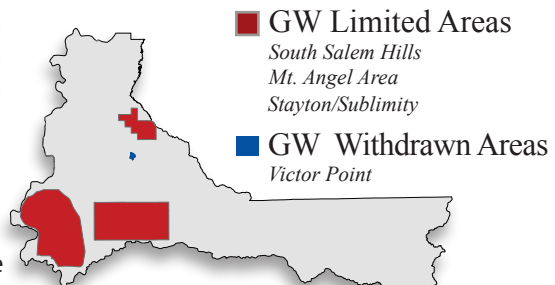 GW Limited Areas
South Salem Hills
Mt. Angel Area
Stayton/Sublimity
GW Withdrawn Areas
Victor Point
e